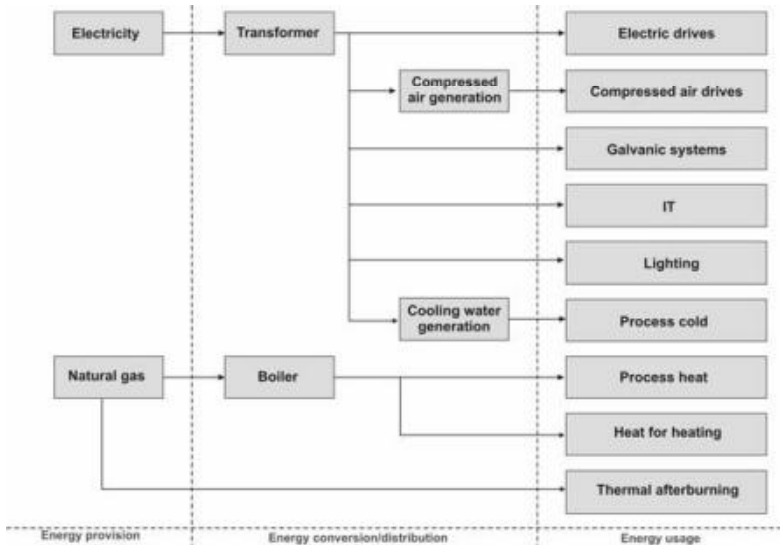 Electricity
Transformer
Electric drives
Compressed
air generation
Compressed air drives
Galvanic systems
IT
Lighting
Cooling water
generation
Process cold
Natural gas
Boiler
Process heat
Heat for heating
Thermal afterburning
Energy provision
Energy conversion/distribution
Energy usage